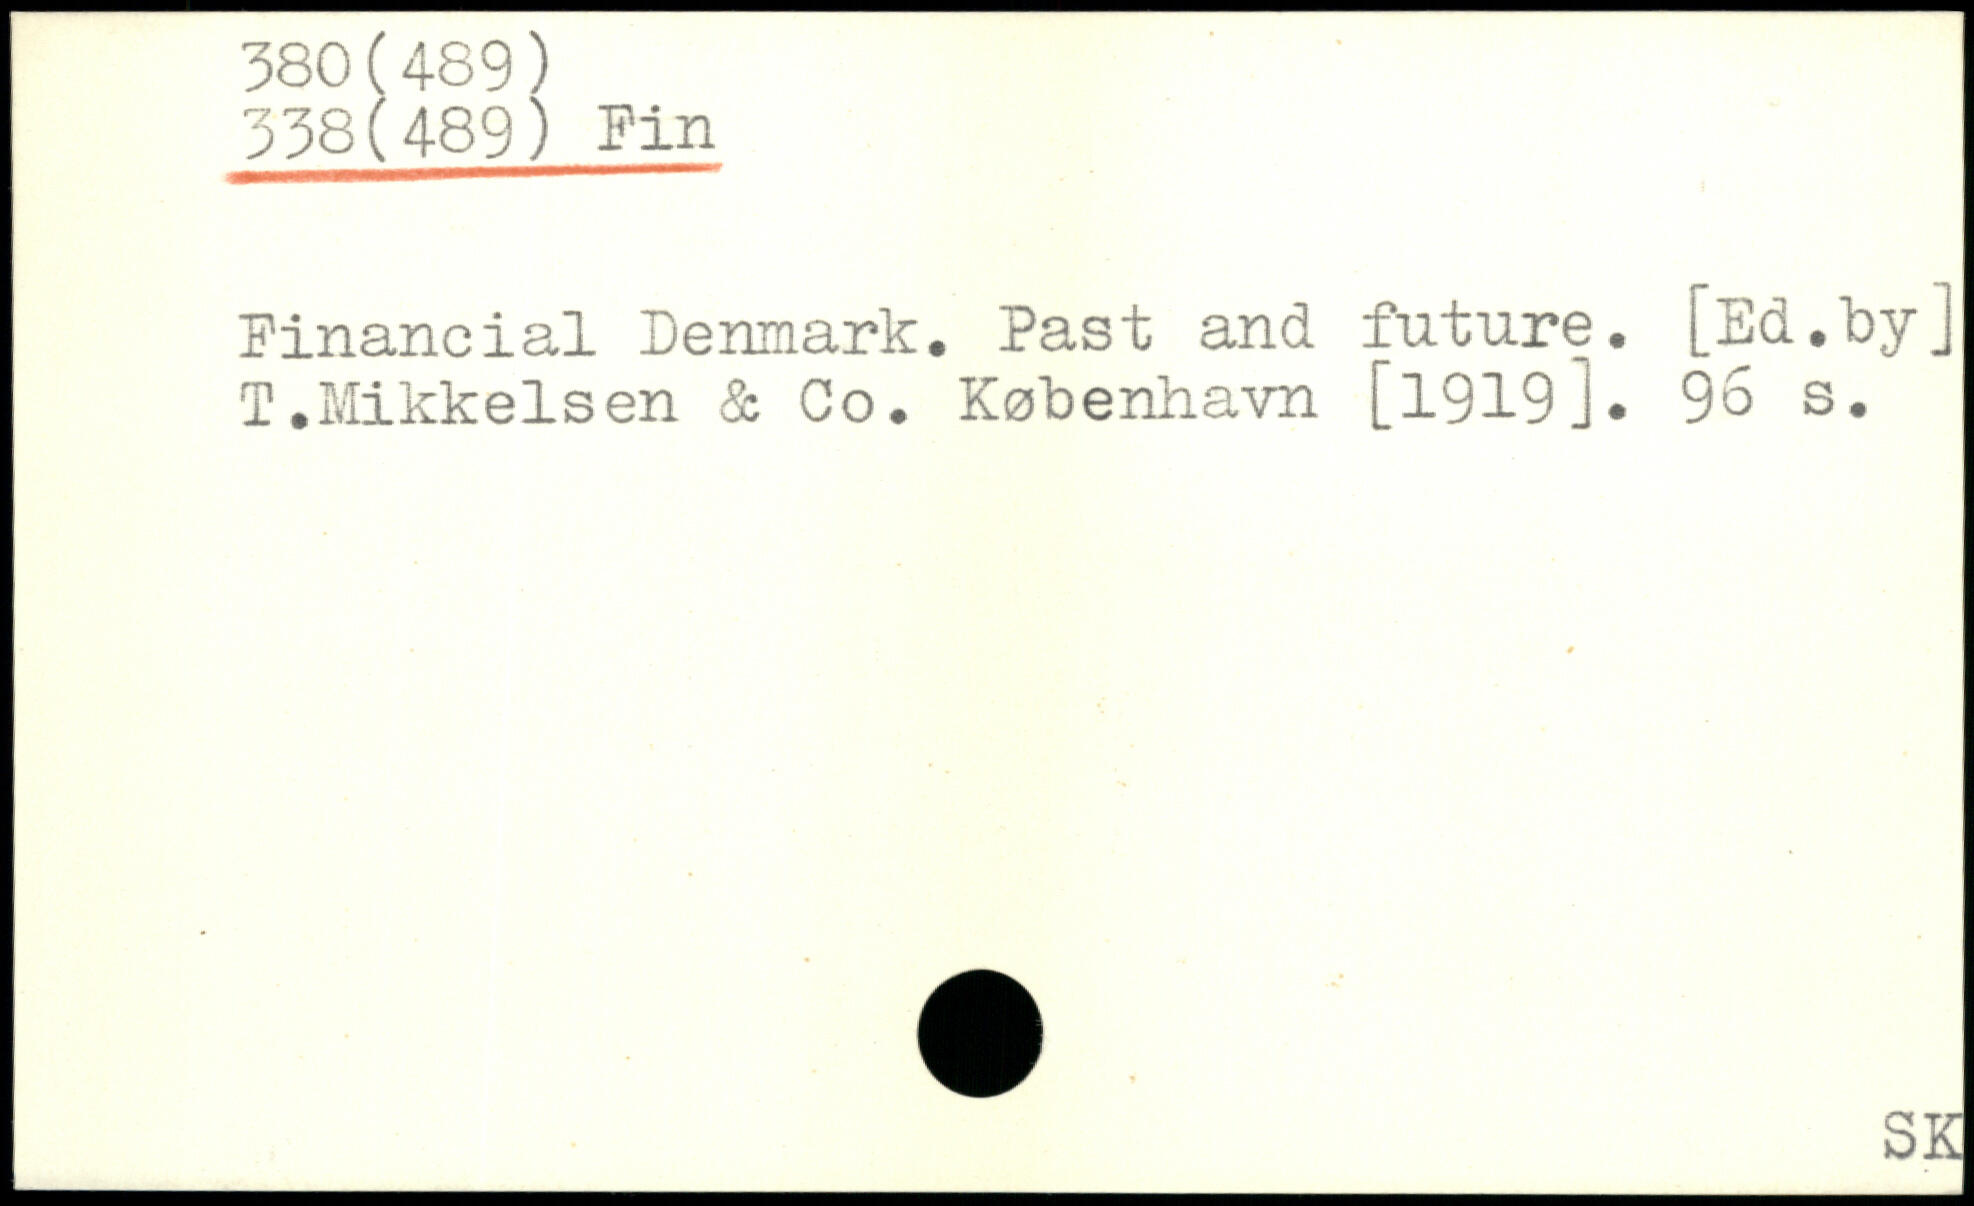 380(489)
338(489) Fin
Financial Denmark. Past and future. [Ed.by]
T.Mikkelsen & Co. København [1919]. 96 s.
SK